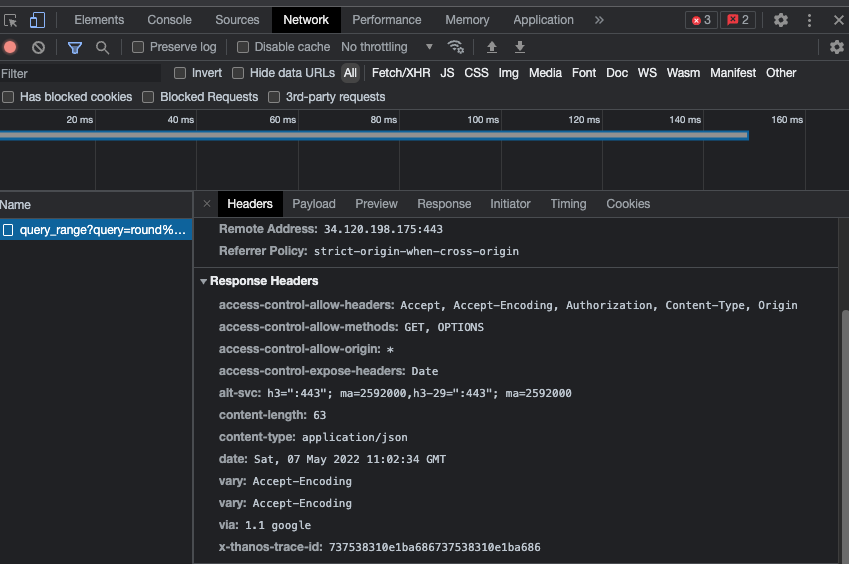 Elements Console Sources Network Performance Memory Application » 3 2
Preserve log Disable cache No throttling
Filter Invert Hide data URLs All Fetch/XHR JS CSS Img Media Font Doc WS Wasm Manifest Other
Has blocked cookies Blocked Requests 3rd-party requests
20 ms 40 ms 60 ms 80 ms 100 ms 120 ms 140 ms 160 ms
Name
query_range?query=round%...
× Headers Payload Preview Response Initiator Timing Cookies
Remote Address: 34.120.198.175:443
Referrer Policy: strict-origin-when-cross-origin
Response Headers
access-control-allow-headers: Accept, Accept-Encoding, Authorization, Content-Type, Origin
access-control-allow-methods: GET, OPTIONS
access-control-allow-origin: *
access-control-expose-headers: Date
alt-svc: h3=":443"; ma=2592000,h3-29=":443"; ma=2592000
content-length: 63
content-type: application/json
date: Sat, 07 May 2022 11:02:34 GMT
vary: Accept-Encoding
vary: Accept-Encoding
via: 1.1 google
x-thanos-trace-id: 737538310e1ba686737538310e1ba686